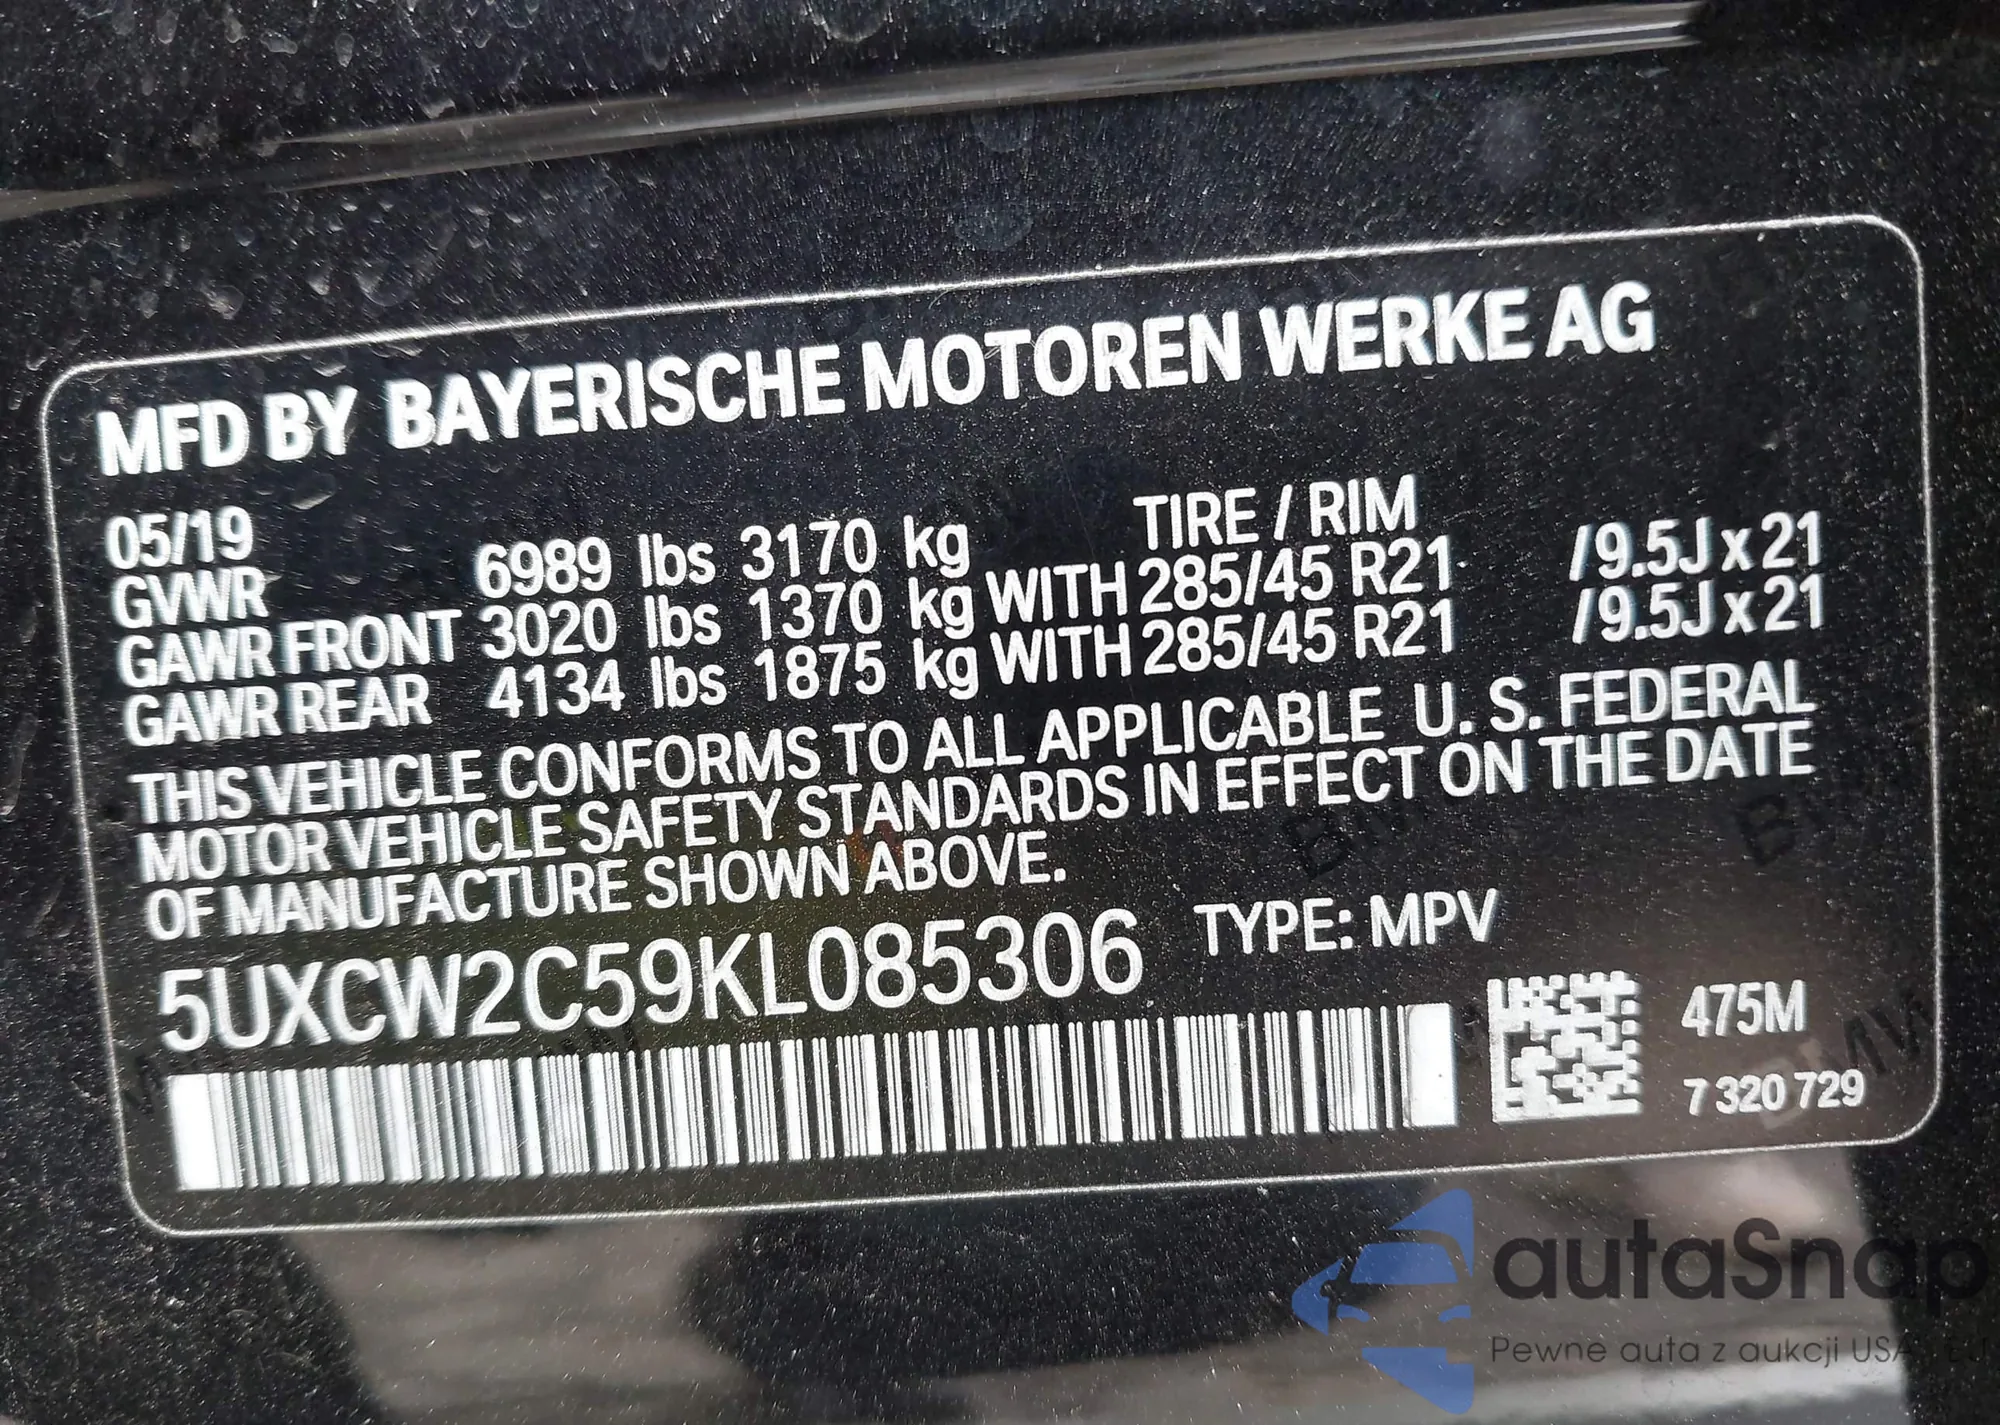 MFD BY BAYERISCHE MOTOREN WERKE AG
05/19 TIRE / RIM
GVWR 6989 lbs 3170 kg
GAWR FRONT 3020 lbs 1370 kg WITH 285/45 R21 /9.5J x 21
GAWR REAR 4134 lbs 1875 kg WITH 285/45 R21 /9.5J x 21
THIS VEHICLE CONFORMS TO ALL APPLICABLE U. S. FEDERAL
MOTOR VEHICLE SAFETY STANDARDS IN EFFECT ON THE DATE
OF MANUFACTURE SHOWN ABOVE.
5UXCW2C59KL085306 TYPE: MPV
475M
7 320 729
autaSnap
Pewne auta z aukcji USA